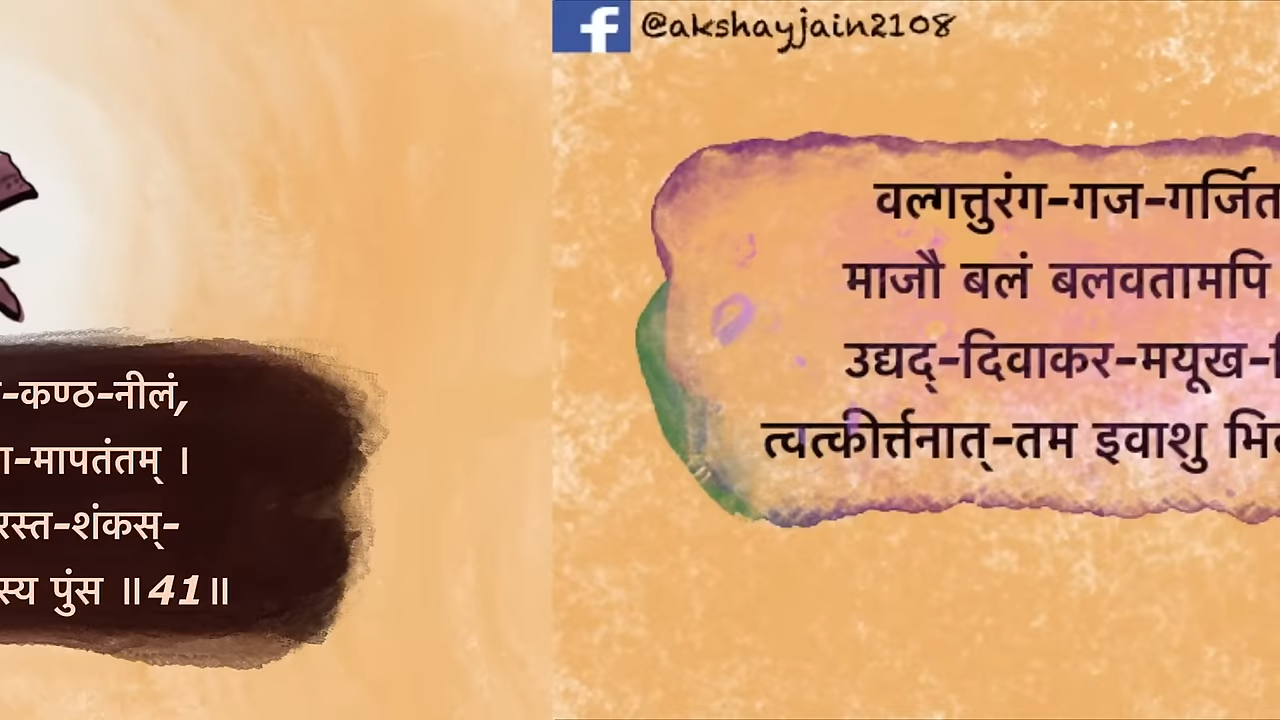 -कण्ठ-नीलं,
-मापतंतम् ।
रस्त-शंकस्-
स्य पुंस ॥41॥
@akshayjain2108
वल्गत्तुरंग-गज-गर्जित
माजौ बलं बलवतामपि
उद्यद्-दिवाकर-मयूख-
त्वत्कीर्त्तनात्-तम इवाशु